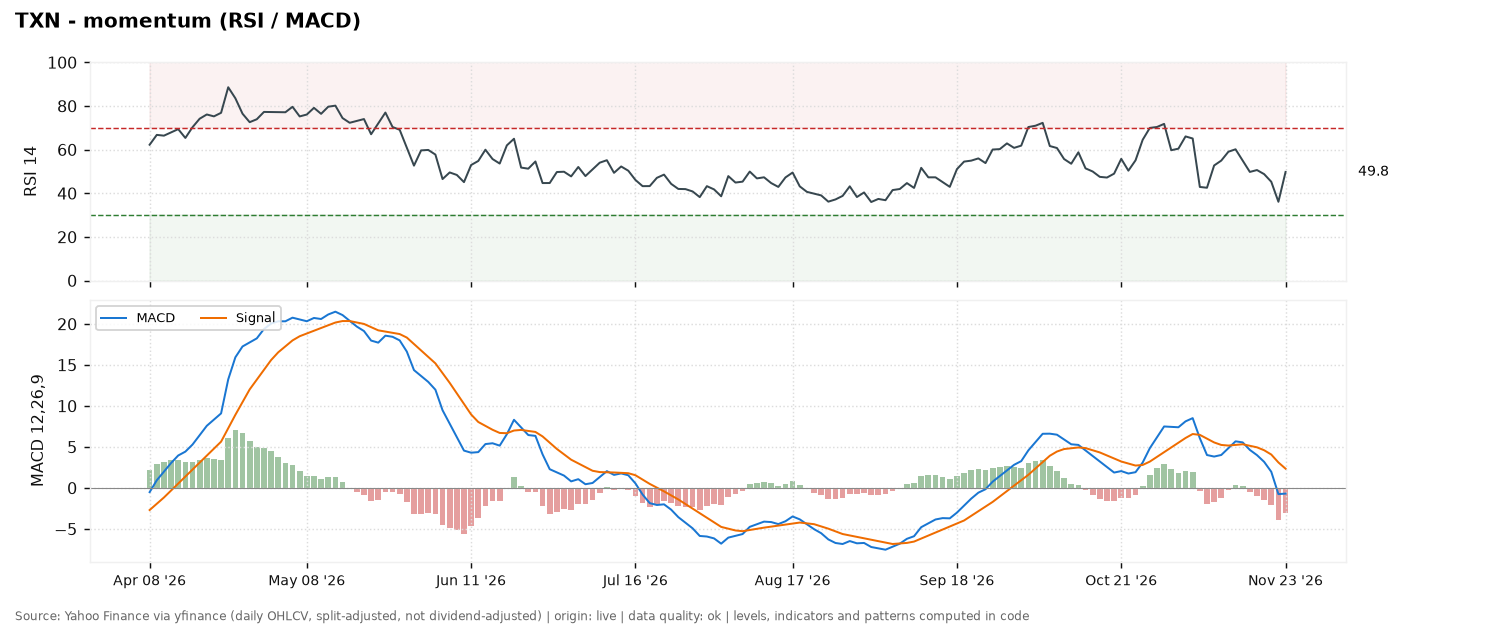 TXN - momentum (RSI / MACD)
100
80
60
40
20
0
RSI 14
49.8
MACD
Signal
20
15
10
5
0
−5
MACD 12,26,9
Apr 08 '26
May 08 '26
Jun 11 '26
Jul 16 '26
Aug 17 '26
Sep 18 '26
Oct 21 '26
Nov 23 '26
Source: Yahoo Finance via yfinance (daily OHLCV, split-adjusted, not dividend-adjusted) | origin: live | data quality: ok | levels, indicators and patterns computed in code